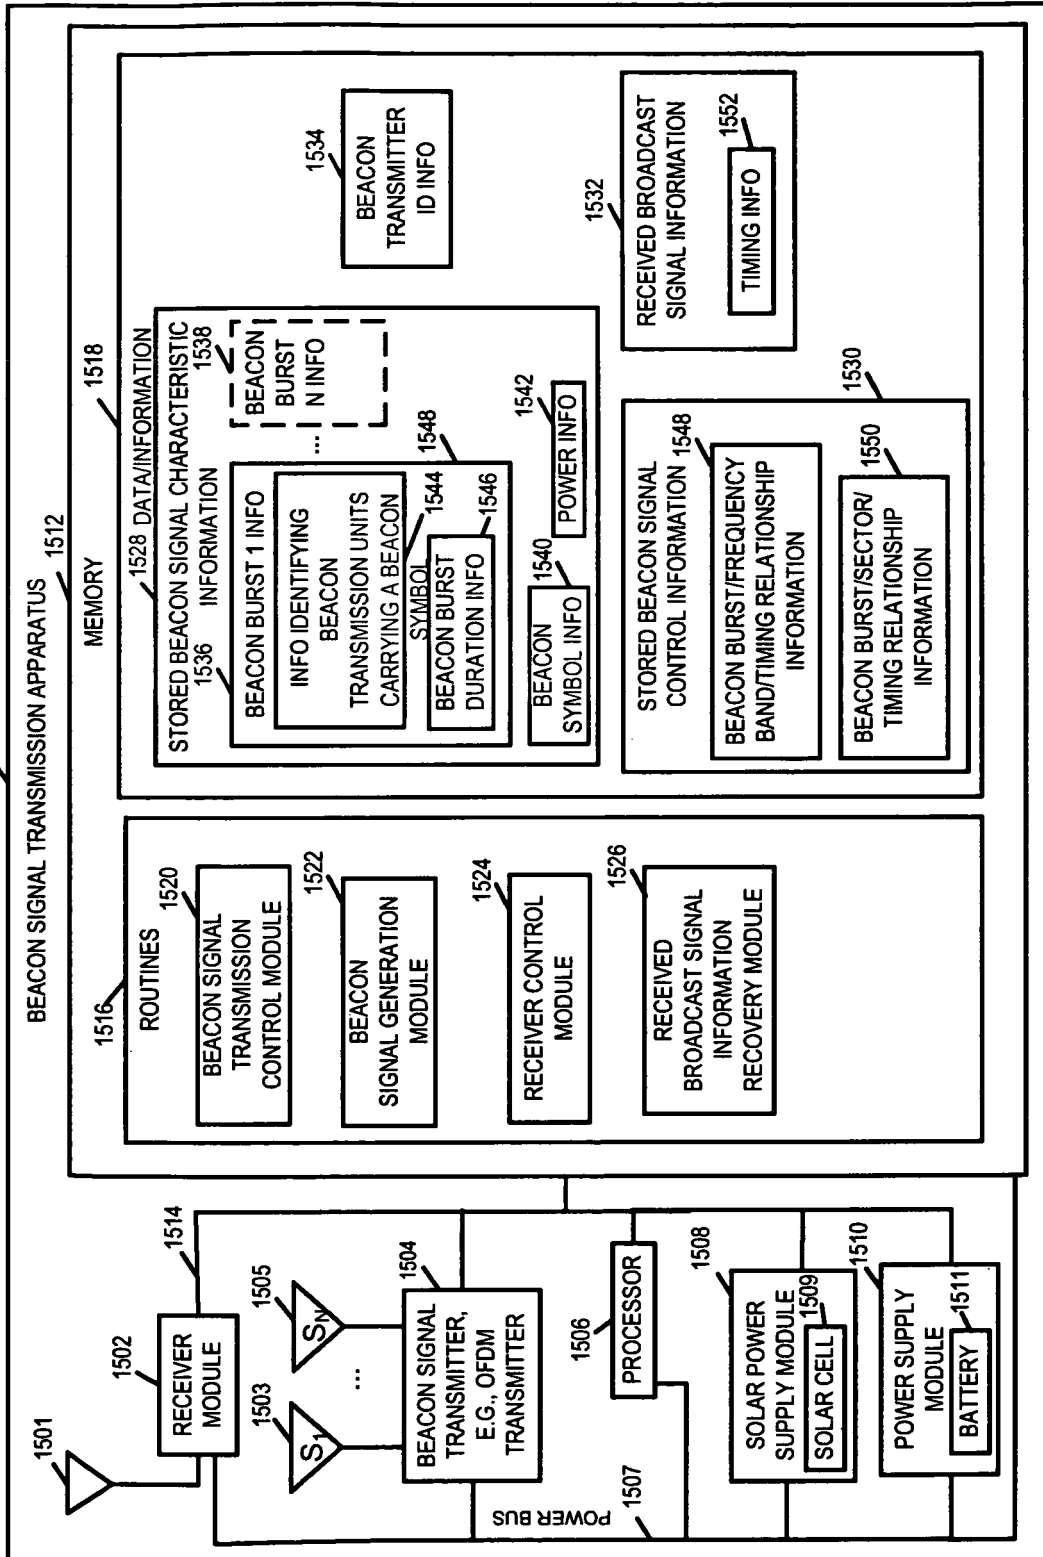 BEACON SIGNAL TRANSMISSION APPARATUS
1501
1502
RECEIVER
MODULE
1514
1503
S1
...
1505
SN
1504
BEACON SIGNAL
TRANSMITTER,
E.G., OFDM
TRANSMITTER
POWER BUS
1507
1506
PROCESSOR
1508
SOLAR POWER
SUPPLY MODULE
1509
SOLAR CELL
1510
POWER SUPPLY
MODULE
1511
BATTERY
1512
MEMORY
1516
ROUTINES
1520
BEACON SIGNAL
TRANSMISSION
CONTROL MODULE
1522
BEACON
SIGNAL GENERATION
MODULE
1524
RECEIVER CONTROL
MODULE
1526
RECEIVED
BROADCAST SIGNAL
INFORMATION
RECOVERY MODULE
1518
1528 DATA/INFORMATION
STORED BEACON SIGNAL CHARACTERISTIC
INFORMATION
1536
BEACON BURST 1 INFO
INFO IDENTIFYING
BEACON
TRANSMISSION UNITS
CARRYING A BEACON
SYMBOL
1544
BEACON BURST
DURATION INFO
1546
1548
...
1538
BEACON
BURST
N INFO
1540
BEACON
SYMBOL INFO
1542
POWER INFO
1534
BEACON
TRANSMITTER
ID INFO
1530
STORED BEACON SIGNAL
CONTROL INFORMATION
1548
BEACON BURST/FREQUENCY
BAND/TIMING RELATIONSHIP
INFORMATION
1550
BEACON BURST/SECTOR/
TIMING RELATIONSHIP
INFORMATION
1532
RECEIVED BROADCAST
SIGNAL INFORMATION
1552
TIMING INFO